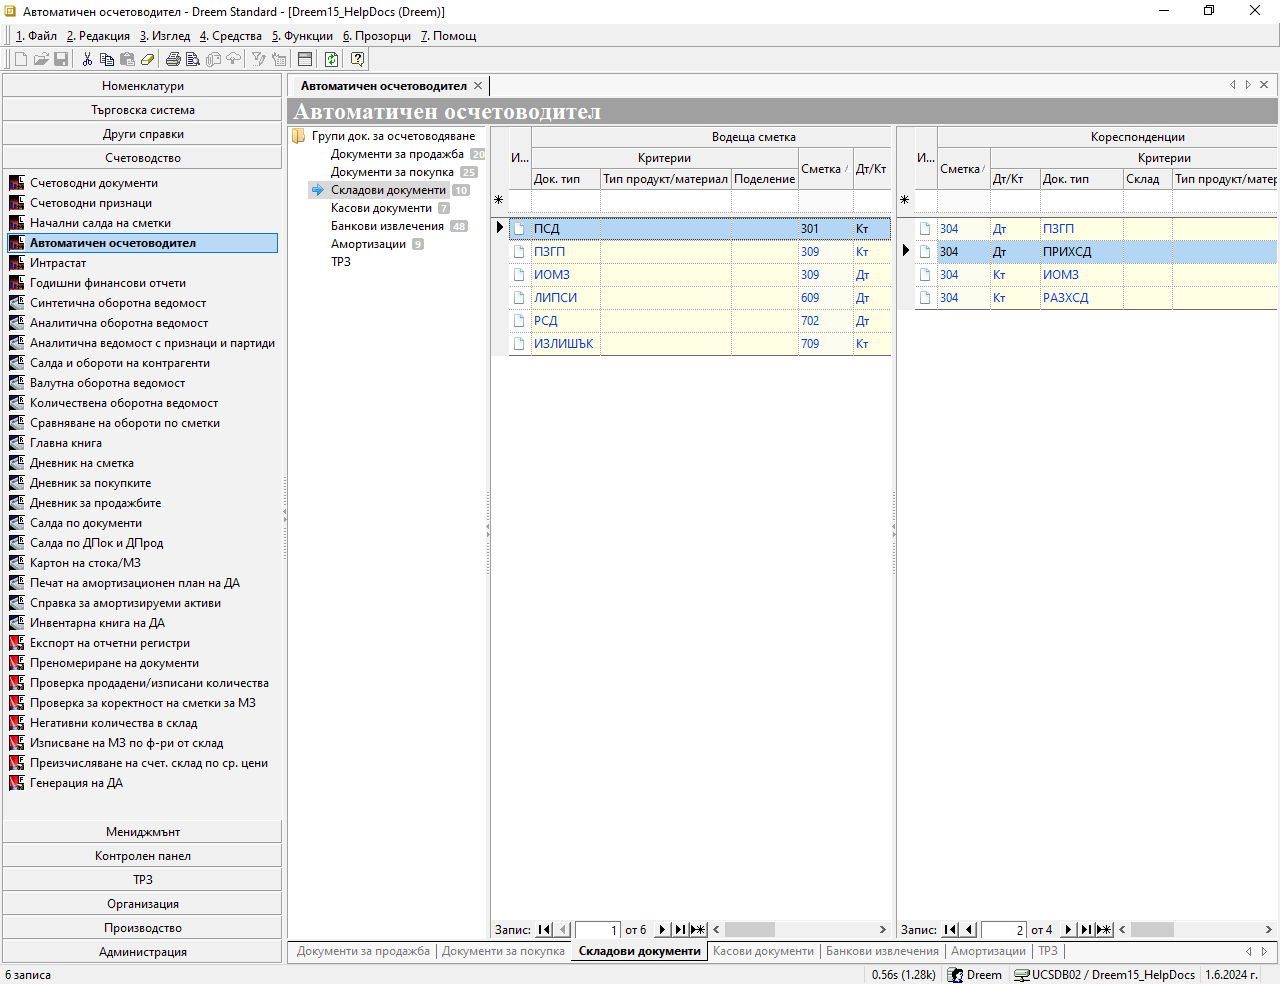 Автоматичен осчетоводител - Dreem Standard - [Dreem15_HelpDocs (Dreem)]
1. Файл 2. Редакция 3. Изглед 4. Средства 5. Функции 6. Прозорци 7. Помощ
Номенклатури
Търговска система
Други справки
Счетоводство
Счетоводни документи
Счетоводни признаци
Начални салда на сметки
Автоматичен осчетоводител
Интрастат
Годишни финансови отчети
Синтетична оборотна ведомост
Аналитична оборотна ведомост
Аналитична ведомост с признаци и партиди
Салда и обороти на контрагенти
Валутна оборотна ведомост
Количествена оборотна ведомост
Сравняване на обороти по сметки
Главна книга
Дневник на сметка
Дневник за покупките
Дневник за продажбите
Салда по документи
Салда по ДПок и ДПрод
Картон на стока/МЗ
Печат на амортизационен план на ДА
Справка за амортизируеми активи
Инвентарна книга на ДА
Експорт на отчетни регистри
Преномериране на документи
Проверка продадени/изписани количества
Проверка за коректност на сметки за МЗ
Негативни количества в склад
Изписване на МЗ по ф-ри от склад
Преизчисляване на счет. склад по ср. цени
Генерация на ДА
Мениджмънт
Контролен панел
ТРЗ
Организация
Производство
Администрация
Автоматичен осчетоводител
Автоматичен осчетоводител
Групи док. за осчетоводяване
Документи за продажба 20
Документи за покупка 25
Складови документи 10
Касови документи 7
Банкови извлечения 48
Амортизации 9
ТРЗ
Водеща сметка
И... Критерии Сметка Дт/Кт
Док. тип Тип продукт/материал Поделение
ПСД 301 Кт
ПЗГП 309 Кт
ИОМЗ 309 Дт
ЛИПСИ 609 Дт
РСД 702 Дт
ИЗЛИШЪК 709 Кт
Запис: 1 от 6
Кореспонденции
И... Сметка Критерии
Дт/Кт Док. тип Склад Тип продукт/матер
304 Дт ПЗГП
304 Дт ПРИХСД
304 Кт ИОМЗ
304 Кт РАЗХСД
Запис: 2 от 4
Документи за продажба Документи за покупка Складови документи Касови документи Банкови извлечения Амортизации ТРЗ
6 записа 0.56s (1.28k) Dreem UCSDB02 / Dreem15_HelpDocs 1.6.2024 г.